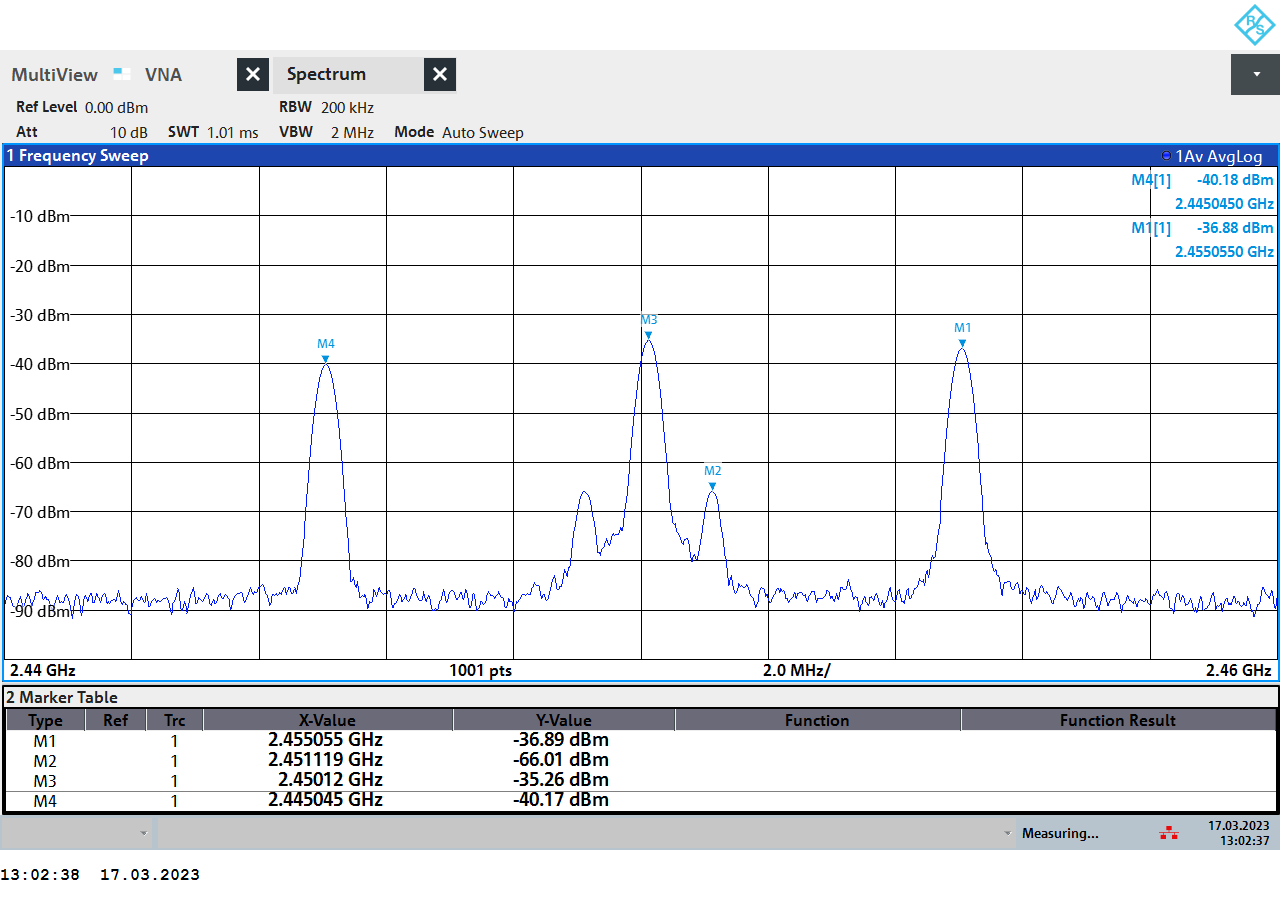 R S
MultiView VNA Spectrum
Ref Level 0.00 dBm RBW 200 kHz
Att 10 dB SWT 1.01 ms VBW 2 MHz Mode Auto Sweep
1 Frequency Sweep 1Av AvgLog
M4[1] -40.18 dBm
2.4450450 GHz
M1[1] -36.88 dBm
2.4550550 GHz
-10 dBm
-20 dBm
-30 dBm
M3
M1
M4
-40 dBm
-50 dBm
-60 dBm
M2
-70 dBm
-80 dBm
-90 dBm
2.44 GHz 1001 pts 2.0 MHz/ 2.46 GHz
2 Marker Table
Type Ref Trc X-Value Y-Value Function Function Result
M1 1 2.455055 GHz -36.89 dBm
M2 1 2.451119 GHz -66.01 dBm
M3 1 2.45012 GHz -35.26 dBm
M4 1 2.445045 GHz -40.17 dBm
Measuring... 17.03.2023
13:02:37
13:02:38 17.03.2023